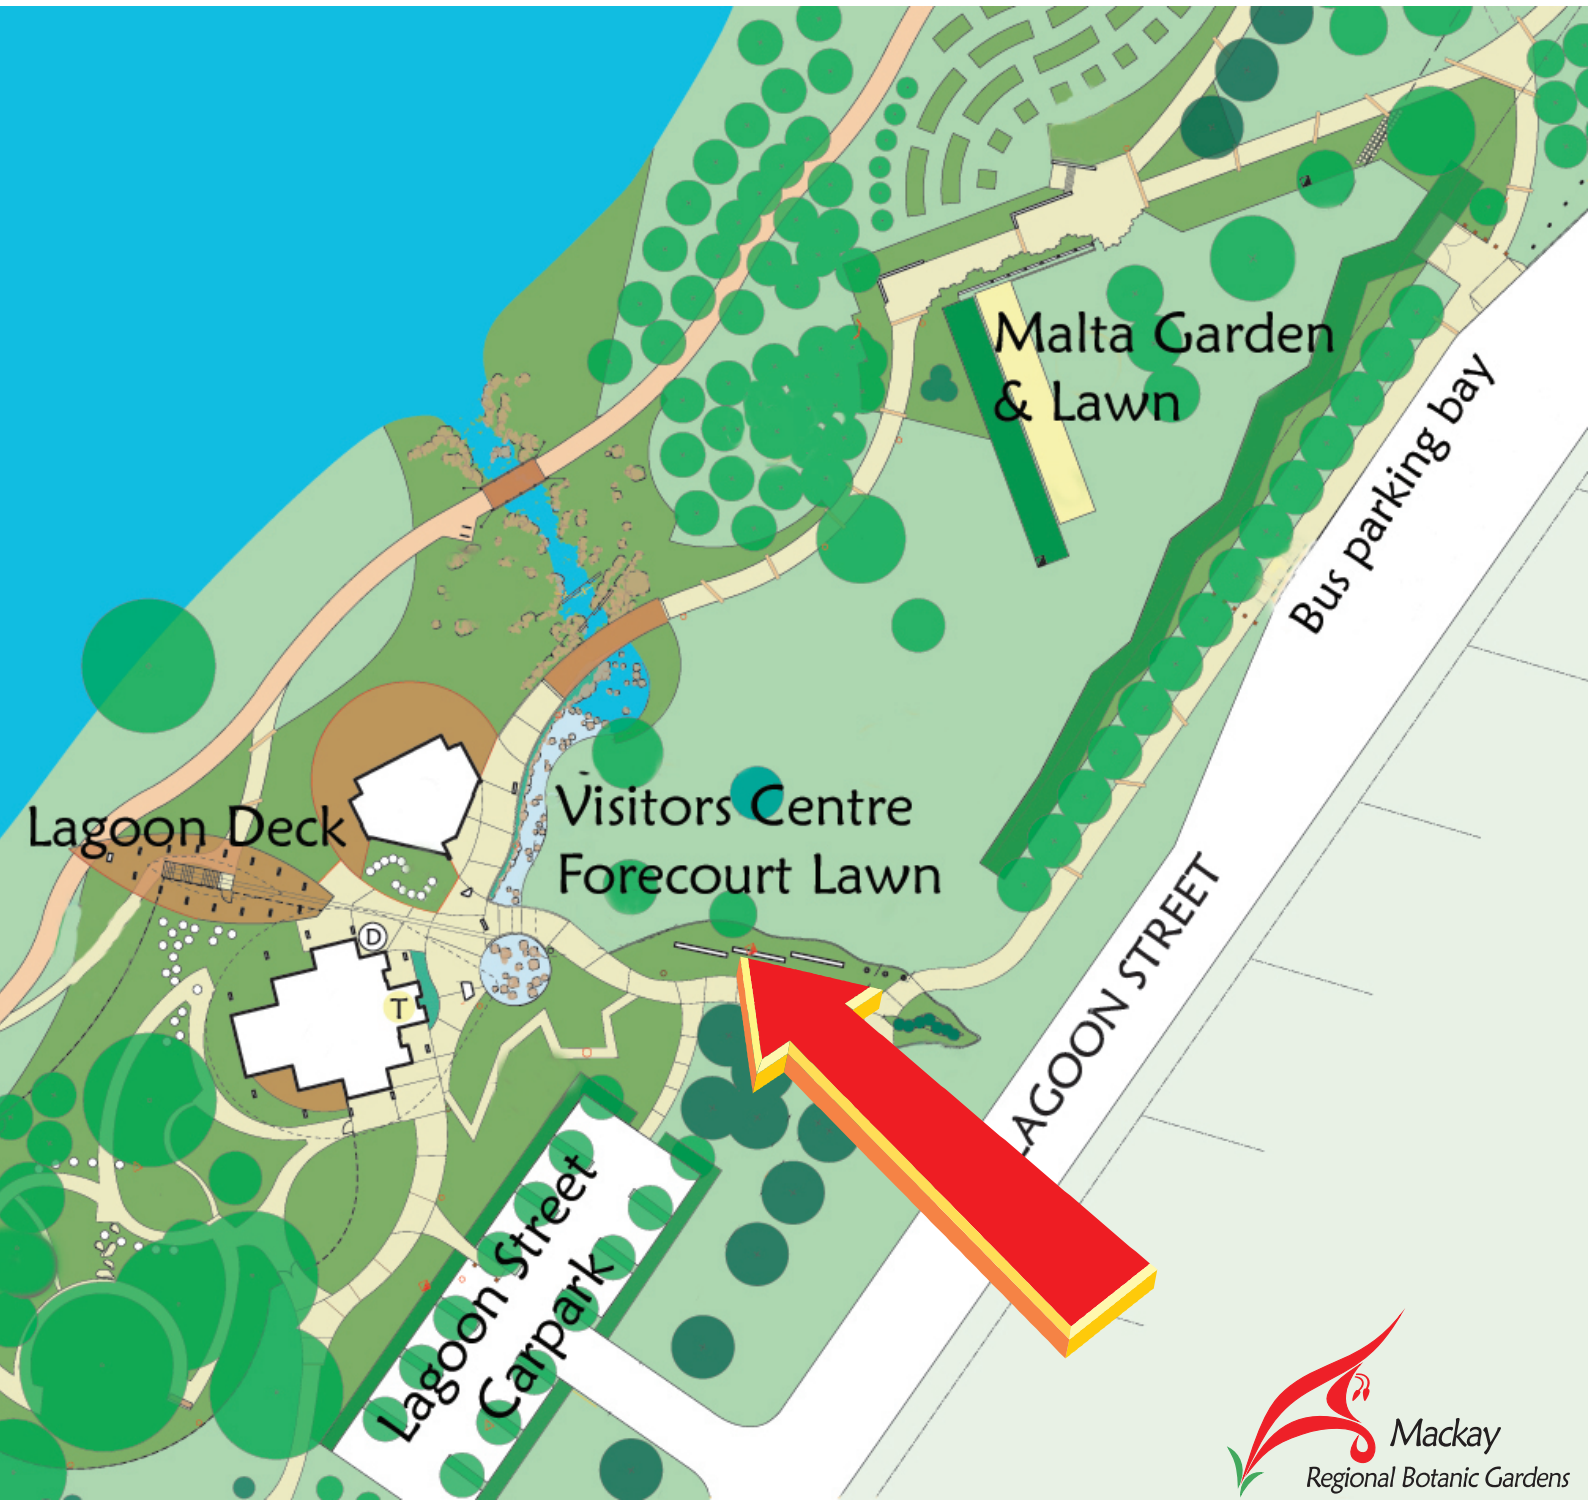 Malta Garden
& Lawn
Bus parking bay
Visitors Centre
Forecourt Lawn
Lagoon Deck
D
T
LAGOON STREET
Lagoon Street
Carpark
Mackay
Regional Botanic Gardens